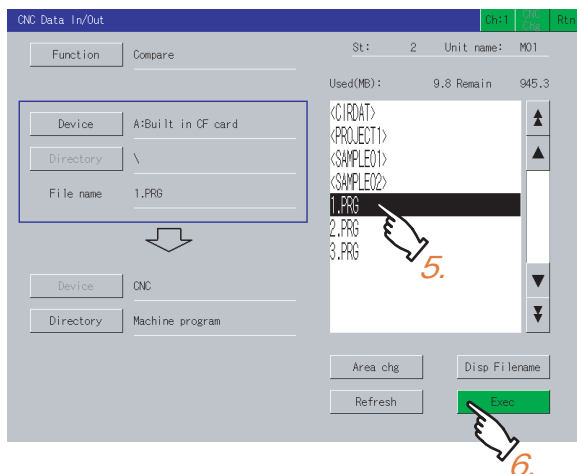 CNC Data In/Out
Ch:1
CNC Chg
Rtn
Function
Compare
St: 2 Unit name: M01
Used(MB): 9.8 Remain 945.3
Device
A:Built in CF card
Directory
\
File name
1.PRG
<CIRDAT>
<PROJECT1>
<SAMPLE01>
<SAMPLE02>
1.PRG
2.PRG
3.PRG
5.
Device
CNC
Directory
Machine program
Area chg
Disp Filename
Refresh
Exec
6.